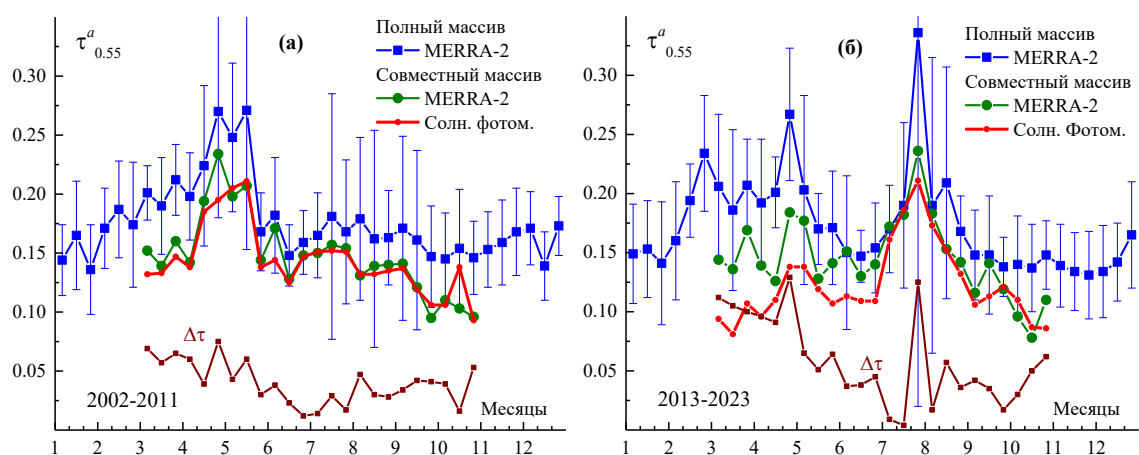 τᵃ₀.₅₅
(а)
Полный массив
MERRA-2
Совместный массив
MERRA-2
Солн. фотом.
0.30
0.25
0.20
0.15
0.10
0.05
Δτ
2002-2011
Месяцы
1 2 3 4 5 6 7 8 9 10 11 12
τᵃ₀.₅₅
(б)
Полный массив
MERRA-2
Совместный массив
MERRA-2
Солн. Фотом.
0.30
0.25
0.20
0.15
0.10
0.05
Δτ
2013-2023
Месяцы
1 2 3 4 5 6 7 8 9 10 11 12